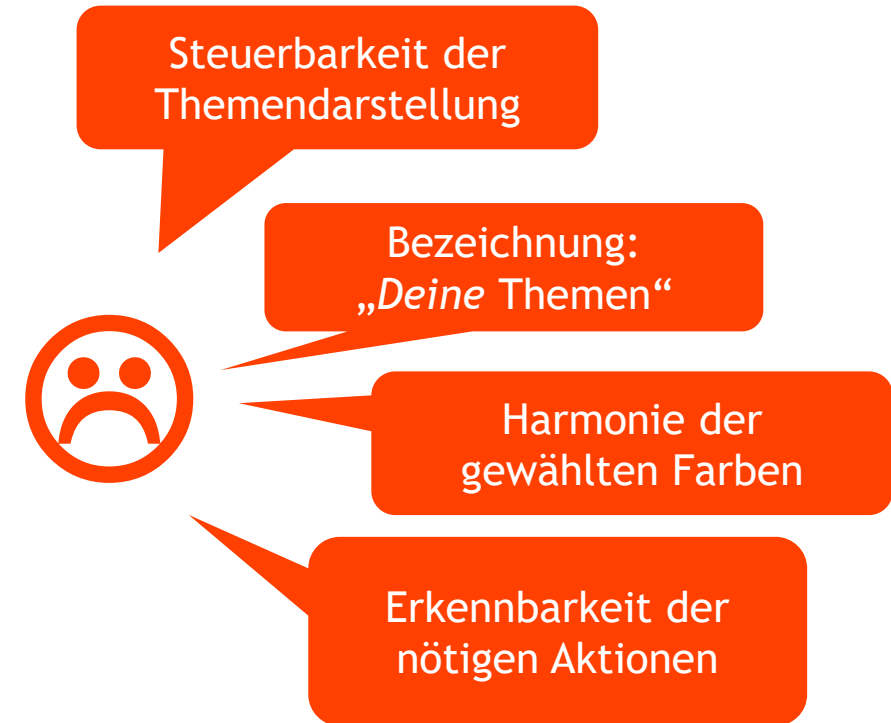 Steuerbarkeit der
Themendarstellung
Bezeichnung:
„Deine Themen“
Harmonie der
gewählten Farben
Erkennbarkeit der
nötigen Aktionen